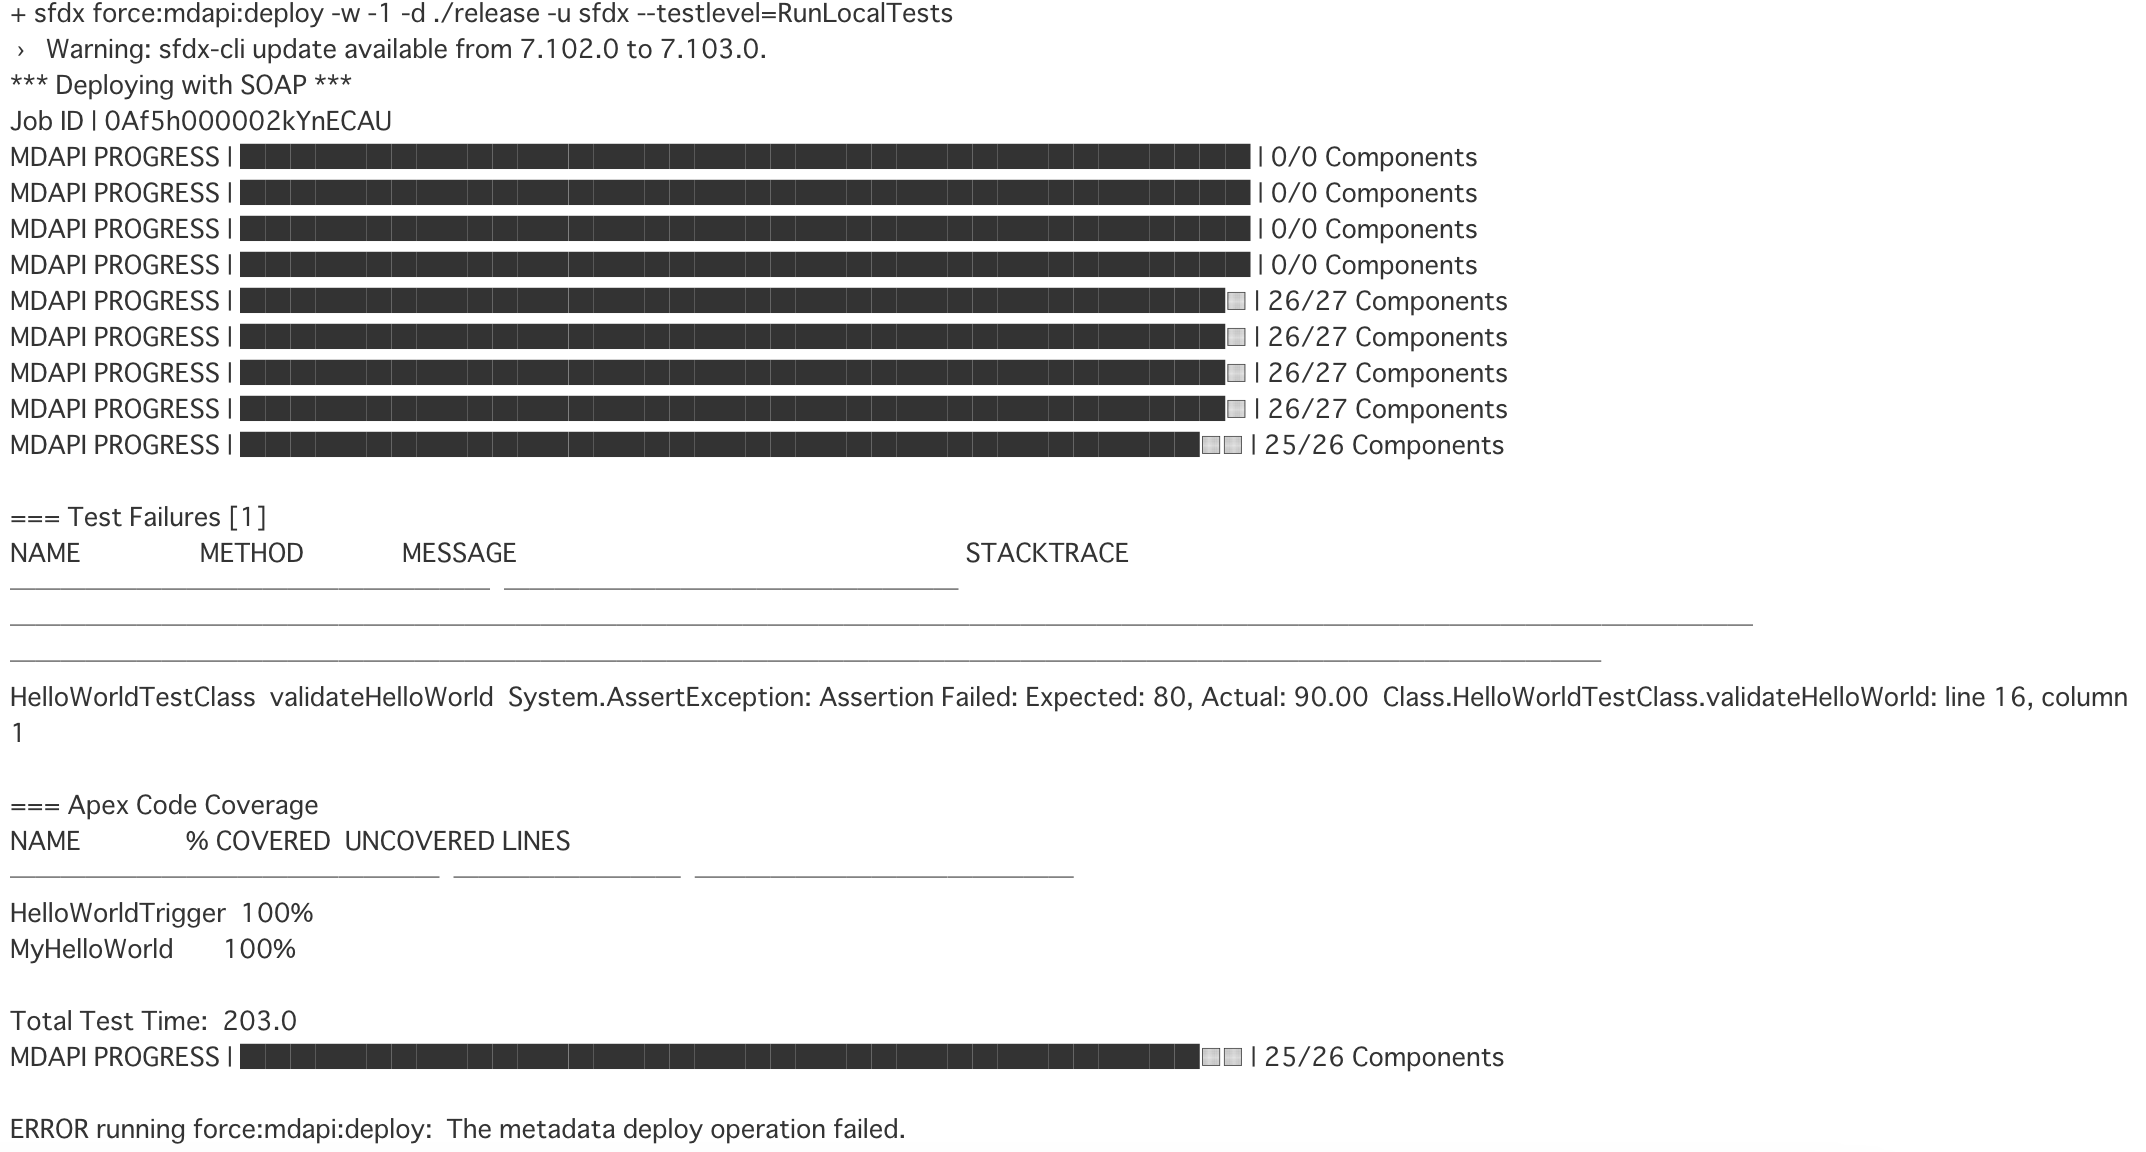 + sfdx force:mdapi:deploy -w -1 -d ./release -u sfdx --testlevel=RunLocalTests
› Warning: sfdx-cli update available from 7.102.0 to 7.103.0.
*** Deploying with SOAP ***
Job ID | 0Af5h000002kYnECAU
MDAPI PROGRESS | | 0/0 Components
MDAPI PROGRESS | | 0/0 Components
MDAPI PROGRESS | | 0/0 Components
MDAPI PROGRESS | | 0/0 Components
MDAPI PROGRESS | | 26/27 Components
MDAPI PROGRESS | | 26/27 Components
MDAPI PROGRESS | | 26/27 Components
MDAPI PROGRESS | | 26/27 Components
MDAPI PROGRESS | | 25/26 Components
=== Test Failures [1]
NAME METHOD MESSAGE STACKTRACE
HelloWorldTestClass validateHelloWorld System.AssertException: Assertion Failed: Expected: 80, Actual: 90.00 Class.HelloWorldTestClass.validateHelloWorld: line 16, column
1
=== Apex Code Coverage
NAME % COVERED UNCOVERED LINES
HelloWorldTrigger 100%
MyHelloWorld 100%
Total Test Time: 203.0
MDAPI PROGRESS | | 25/26 Components
ERROR running force:mdapi:deploy: The metadata deploy operation failed.